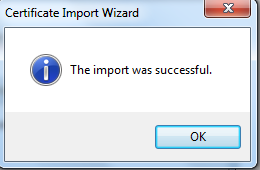 Certificate Import Wizard
The import was successful.
OK